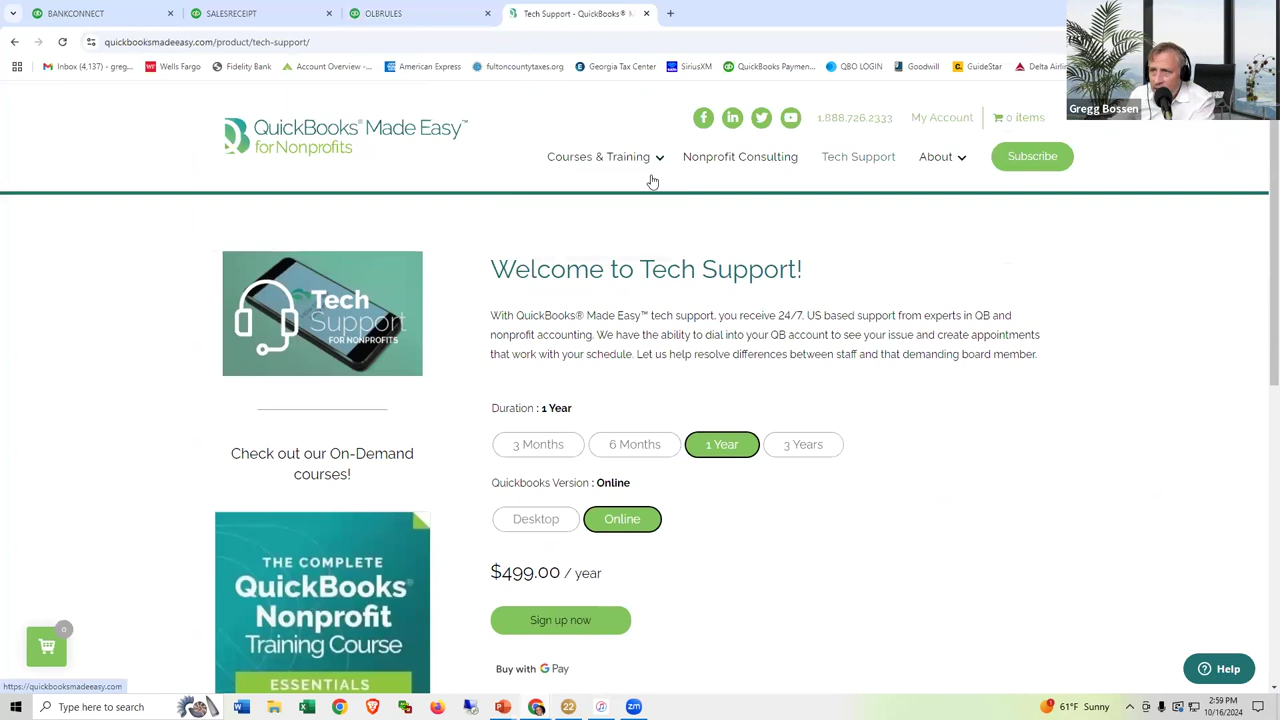 BANKCONNECT
SALESRECEIPT
OLBRULES
Tech Support - QuickBooks® M
quickbooksmadeeasy.com/product/tech-support/
Inbox (4,137) - greg...
Wells Fargo
Fidelity Bank
Account Overview -...
American Express
fultoncountytaxes.org
Georgia Tax Center
SiriusXM
QuickBooks Paymen...
QBO LOGIN
Goodwill
GuideStar
Delta Airlin
Gregg Bossen
QuickBooks® Made Easy™
for Nonprofits
1.888.726.2333
My Account
0 items
Courses & Training
Nonprofit Consulting
Tech Support
About
Subscribe
Tech
Support
FOR NONPROFITS
Check out our On-Demand
courses!
THE COMPLETE
QuickBooks®
Nonprofit
Training Course
ESSENTIALS
Welcome to Tech Support!
With QuickBooks® Made Easy™ tech support, you receive 24/7. US based support from experts in QB and
nonprofit accounting. We have the ability to dial into your QB account to see your issue and create appointments
that work with your schedule. Let us help resolve differences between staff and that demanding board member.
Duration : 1 Year
3 Months
6 Months
1 Year
3 Years
Quickbooks Version : Online
Desktop
Online
$499.00 / year
Sign up now
Buy with G Pay
0
Help
https://quickbooksmadeeasy.com
Type here to search
22
zm
61°F Sunny
2:59 PM
10/16/2024